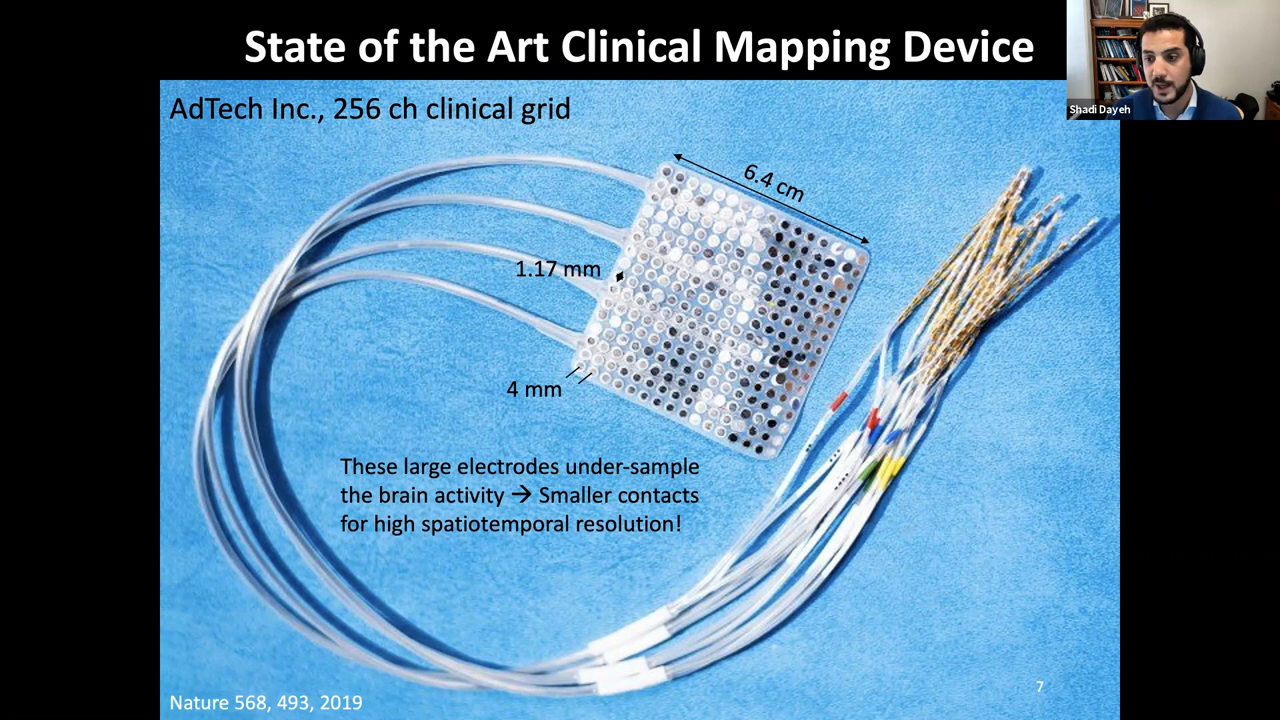 State of the Art Clinical Mapping Device
Shadi Dayeh
AdTech Inc., 256 ch clinical grid
6.4 cm
1.17 mm
4 mm
These large electrodes under-sample
the brain activity → Smaller contacts
for high spatiotemporal resolution!
Nature 568, 493, 2019
7